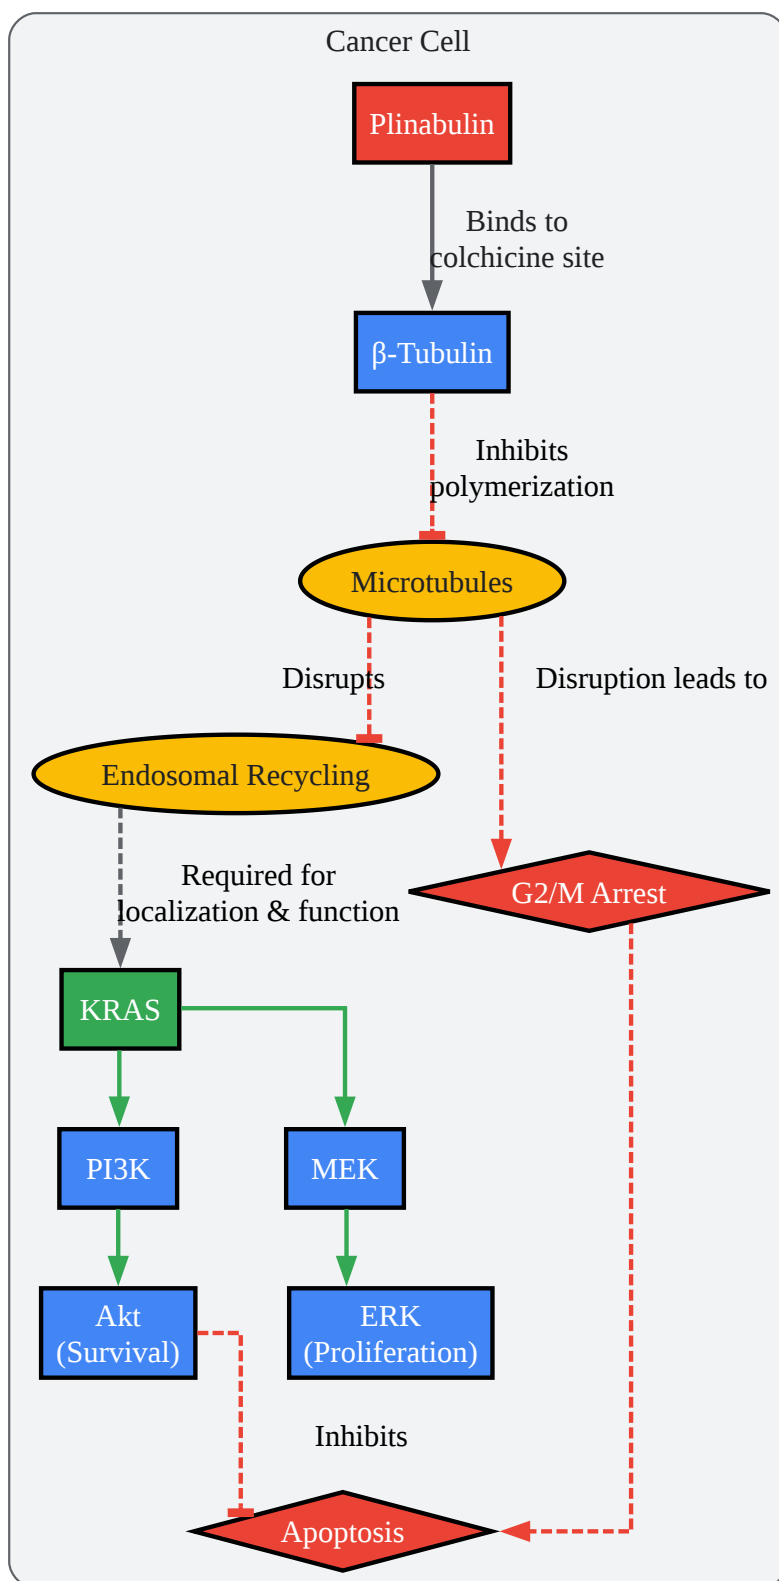 Cancer Cell
Plinabulin
Binds to
colchicine site
β-Tubulin
Inhibits
polymerization
Microtubules
Disrupts
Disruption leads to
Endosomal Recycling
Required for
localization & function
G2/M Arrest
KRAS
PI3K
MEK
Akt
(Survival)
ERK
(Proliferation)
Inhibits
Apoptosis